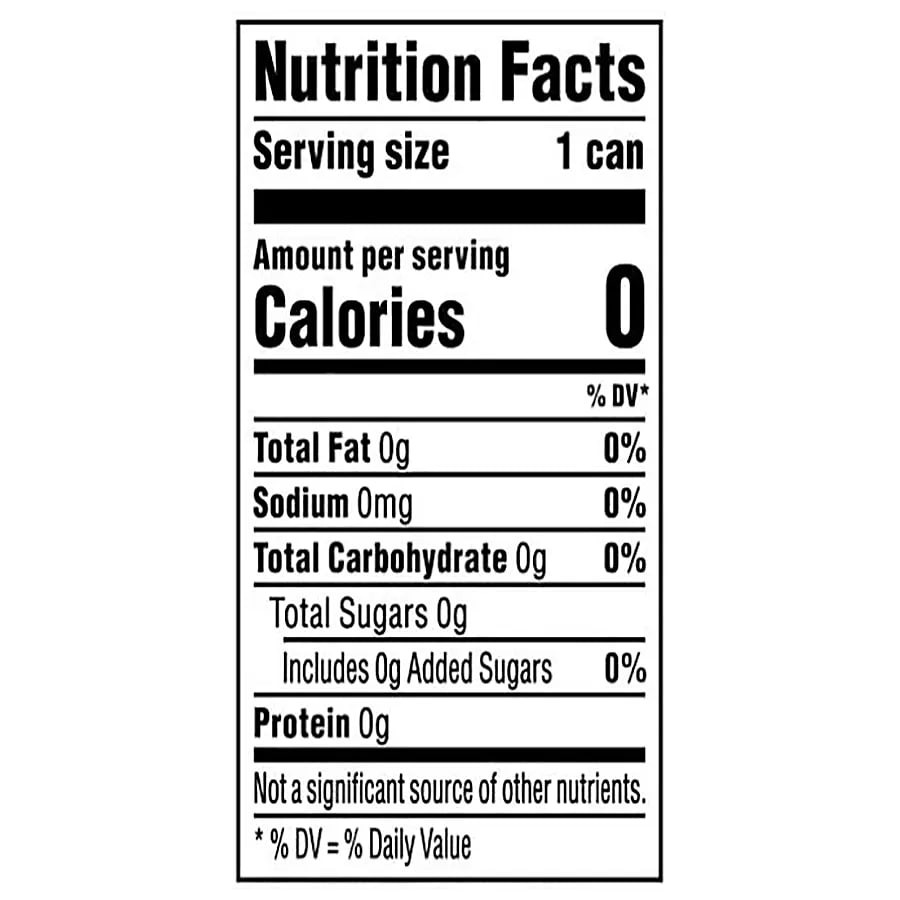 Nutrition Facts
Serving size 1 can
Amount per serving
Calories 0
% DV*
Total Fat 0g 0%
Sodium 0mg 0%
Total Carbohydrate 0g 0%
Total Sugars 0g
Includes 0g Added Sugars 0%
Protein 0g
Not a significant source of other nutrients.
* % DV = % Daily Value